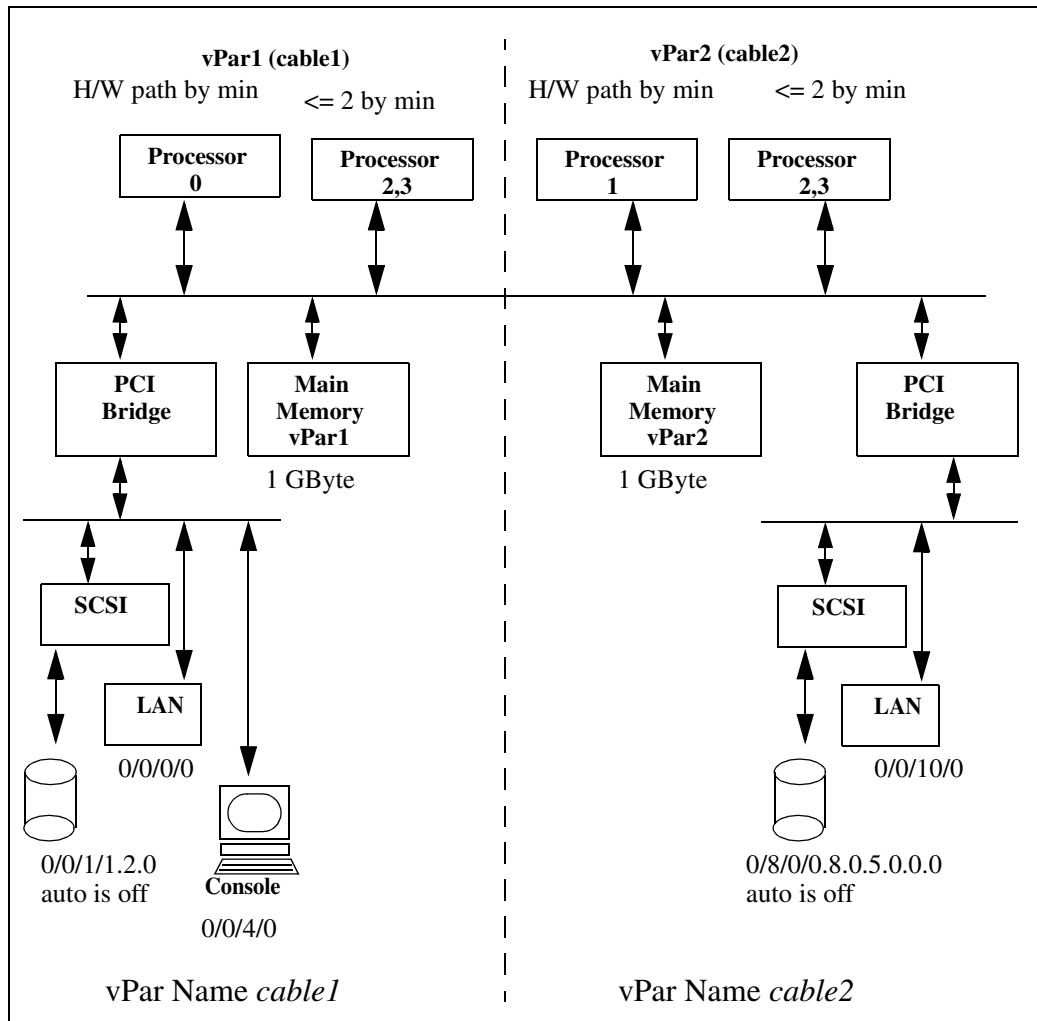 vPar1 (cable1)
H/W path by min
<= 2 by min
Processor
0
Processor
2,3
PCI
Bridge
Main
Memory
vPar1
1 GByte
SCSI
LAN
0/0/0/0
0/0/1/1.2.0
auto is off
Console
0/0/4/0
vPar Name cable1
vPar2 (cable2)
H/W path by min
<= 2 by min
Processor
1
Processor
2,3
Main
Memory
vPar2
1 GByte
PCI
Bridge
SCSI
LAN
0/0/10/0
0/8/0/0.8.0.5.0.0.0
auto is off
vPar Name cable2